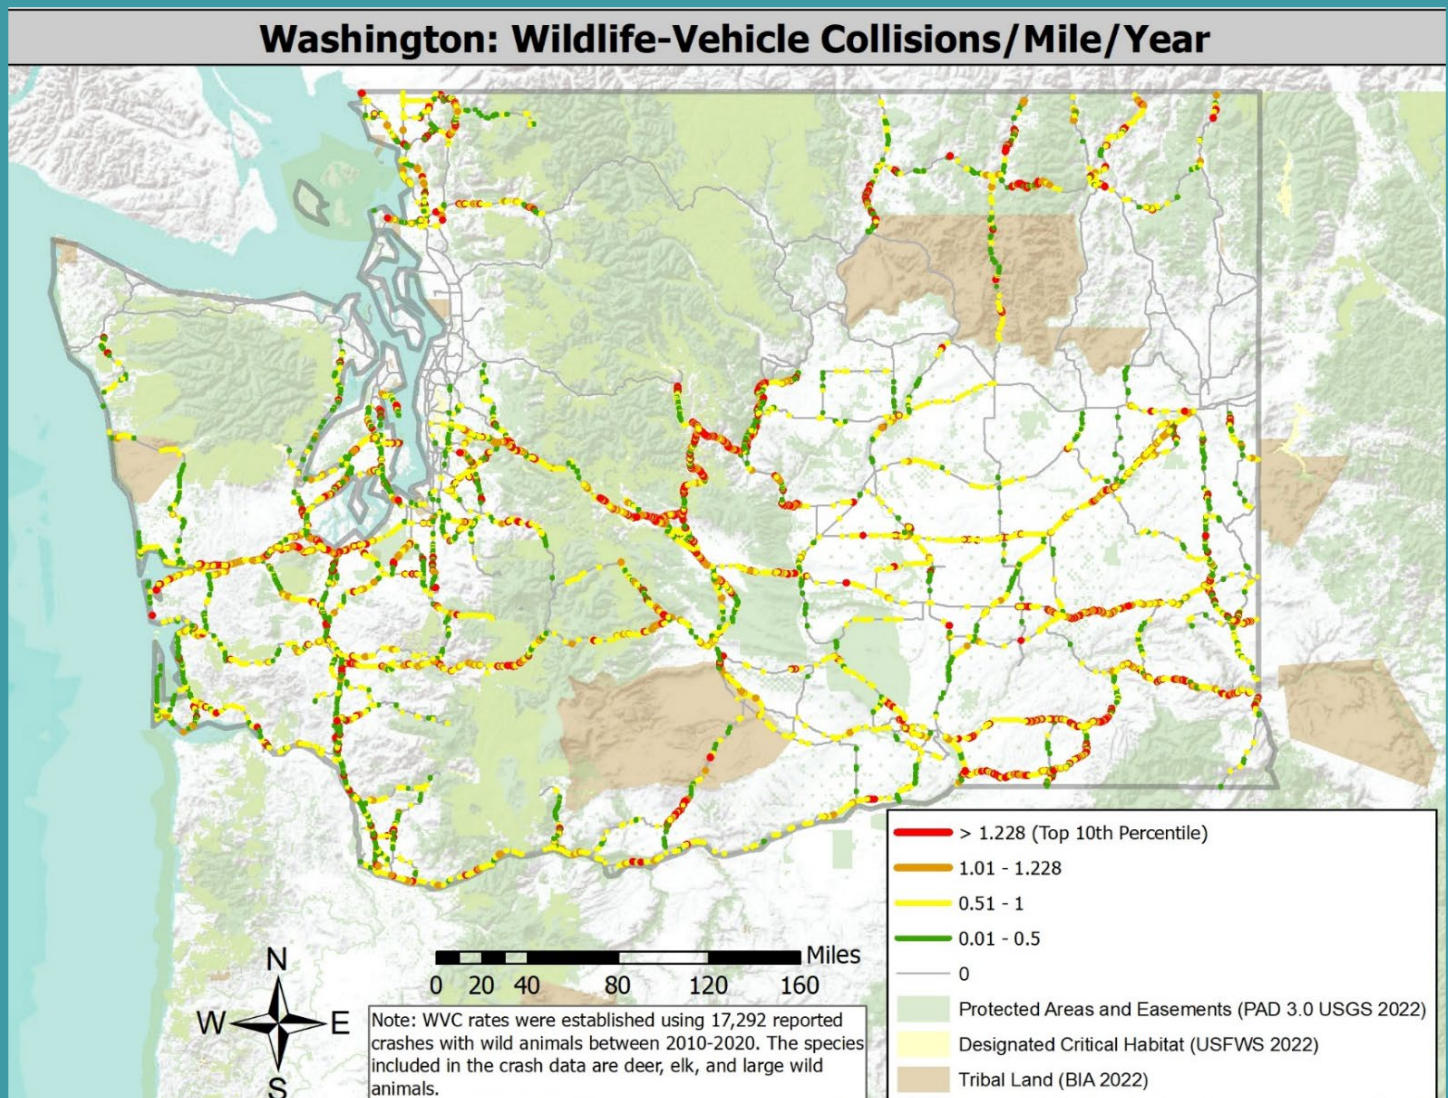 Washington: Wildlife-Vehicle Collisions/Mile/Year
> 1.228 (Top 10th Percentile)
1.01 - 1.228
0.51 - 1
0.01 - 0.5
0
Protected Areas and Easements (PAD 3.0 USGS 2022)
Designated Critical Habitat (USFWS 2022)
Tribal Land (BIA 2022)
Miles
0 20 40 80 120 160
N
W E
S
Note: WVC rates were established using 17,292 reported
crashes with wild animals between 2010-2020. The species
included in the crash data are deer, elk, and large wild
animals.